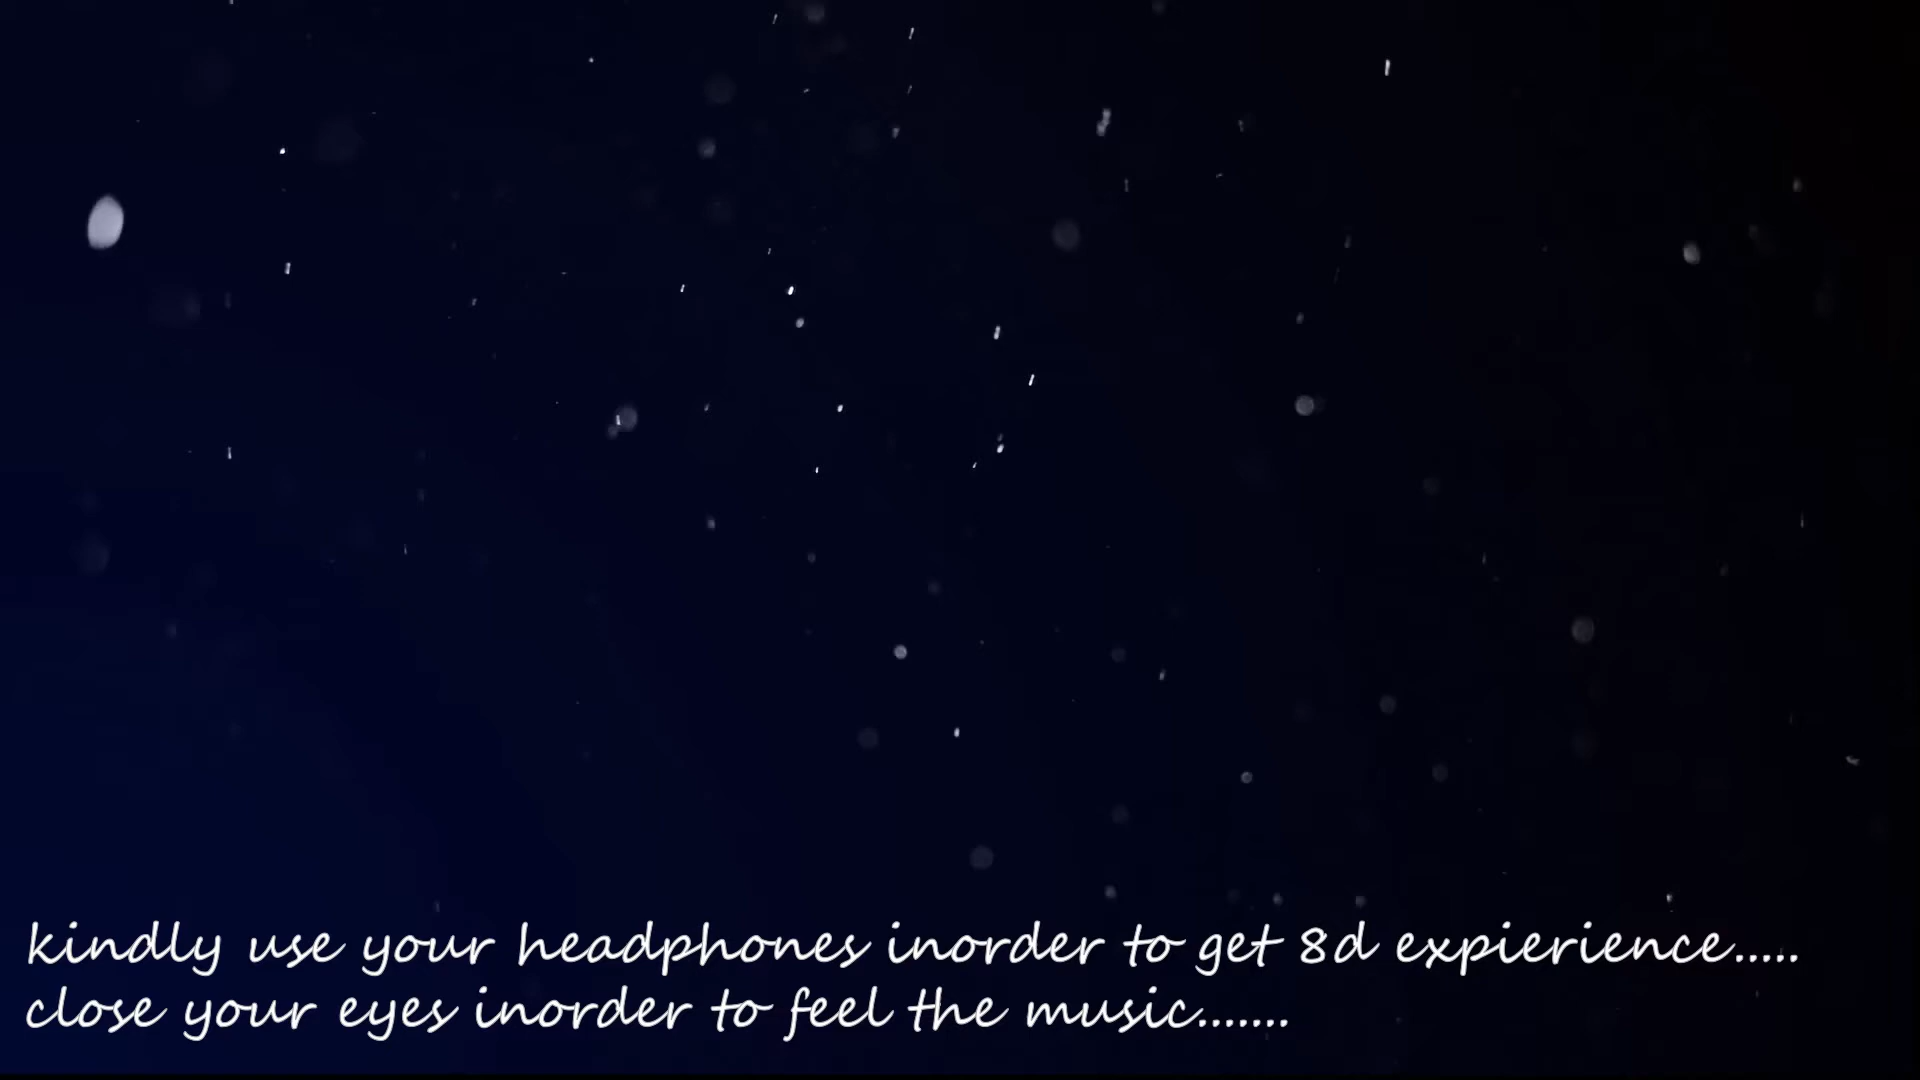 kindly use your headphones inorder to get 8d expierience.....
close your eyes inorder to feel the music.......